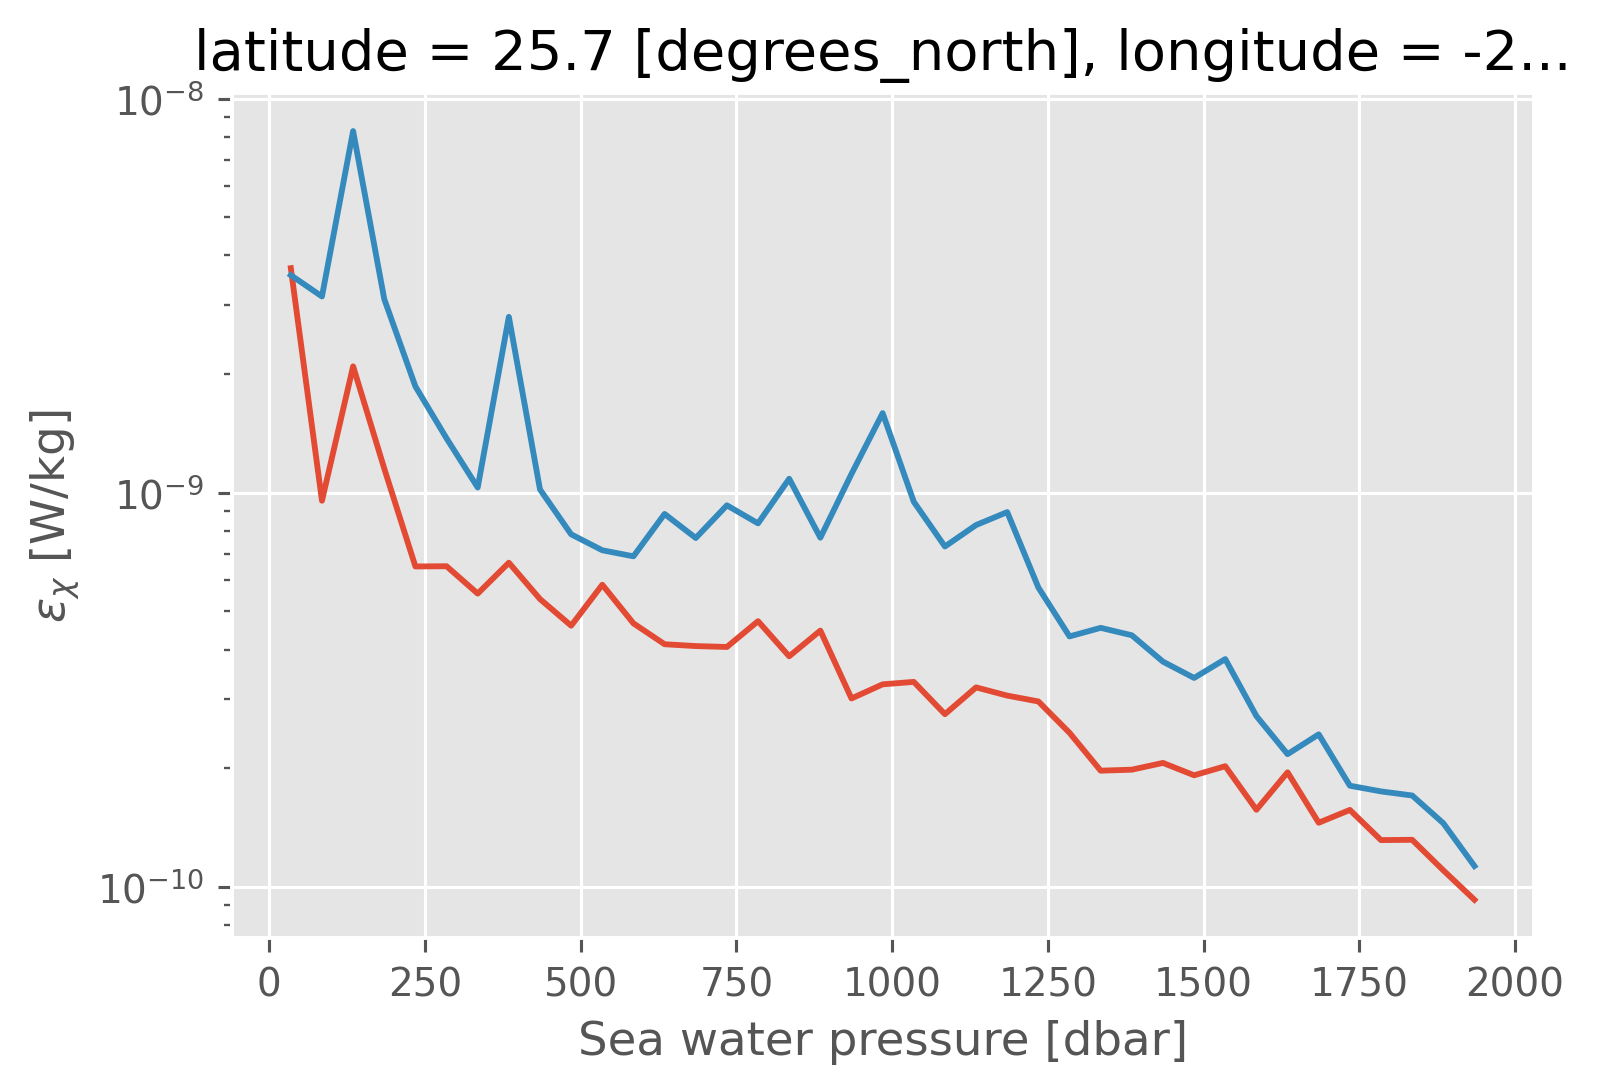 latitude = 25.7 [degrees_north], longitude = -2...
10⁻⁸
10⁻⁹
10⁻¹⁰
εᵪ [W/kg]
0 250 500 750 1000 1250 1500 1750 2000
Sea water pressure [dbar]